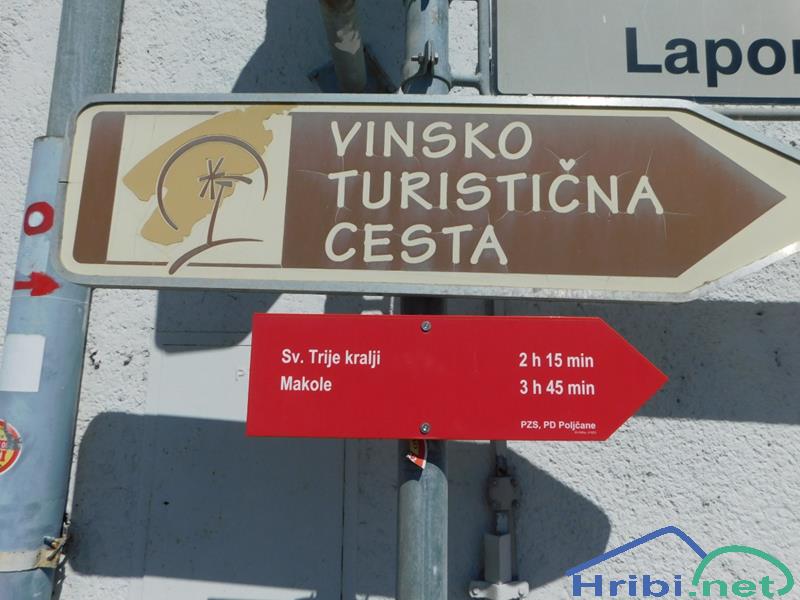 Lapor
VINSKO
TURISTIČNA
CESTA
Sv. Trije kralji 2 h 15 min
Makole 3 h 45 min
PZS, PD Poljčane
Hribi.net